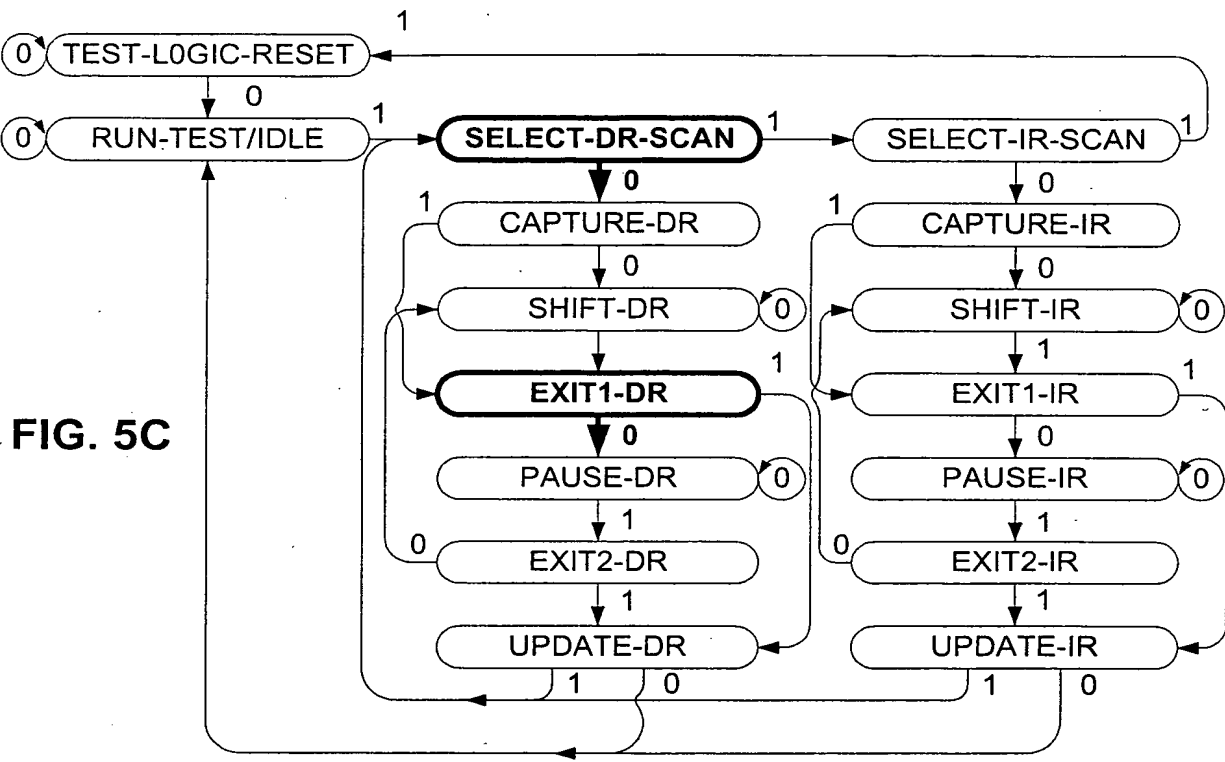 1
0 TEST-L0GIC-RESET
0
0 RUN-TEST/IDLE 1 SELECT-DR-SCAN 1 SELECT-IR-SCAN 1
0 0
1 CAPTURE-DR 1 CAPTURE-IR
0 0
SHIFT-DR 0 SHIFT-IR 0
1
EXIT1-DR 1 EXIT1-IR 1
FIG. 5C
0 0
PAUSE-DR 0 PAUSE-IR 0
1 1
0 EXIT2-DR 0 EXIT2-IR
1 1
UPDATE-DR UPDATE-IR
1 0 1 0